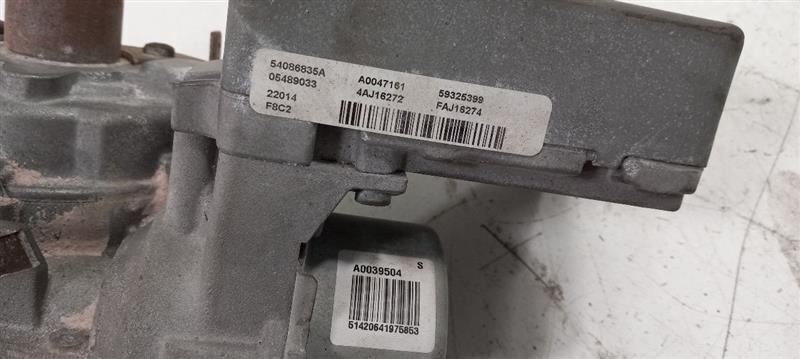 54086835A A0047161 59325399
05489033 4AJ16272 FAJ16274
22014
F8C2
A0039504 S
51420641975853